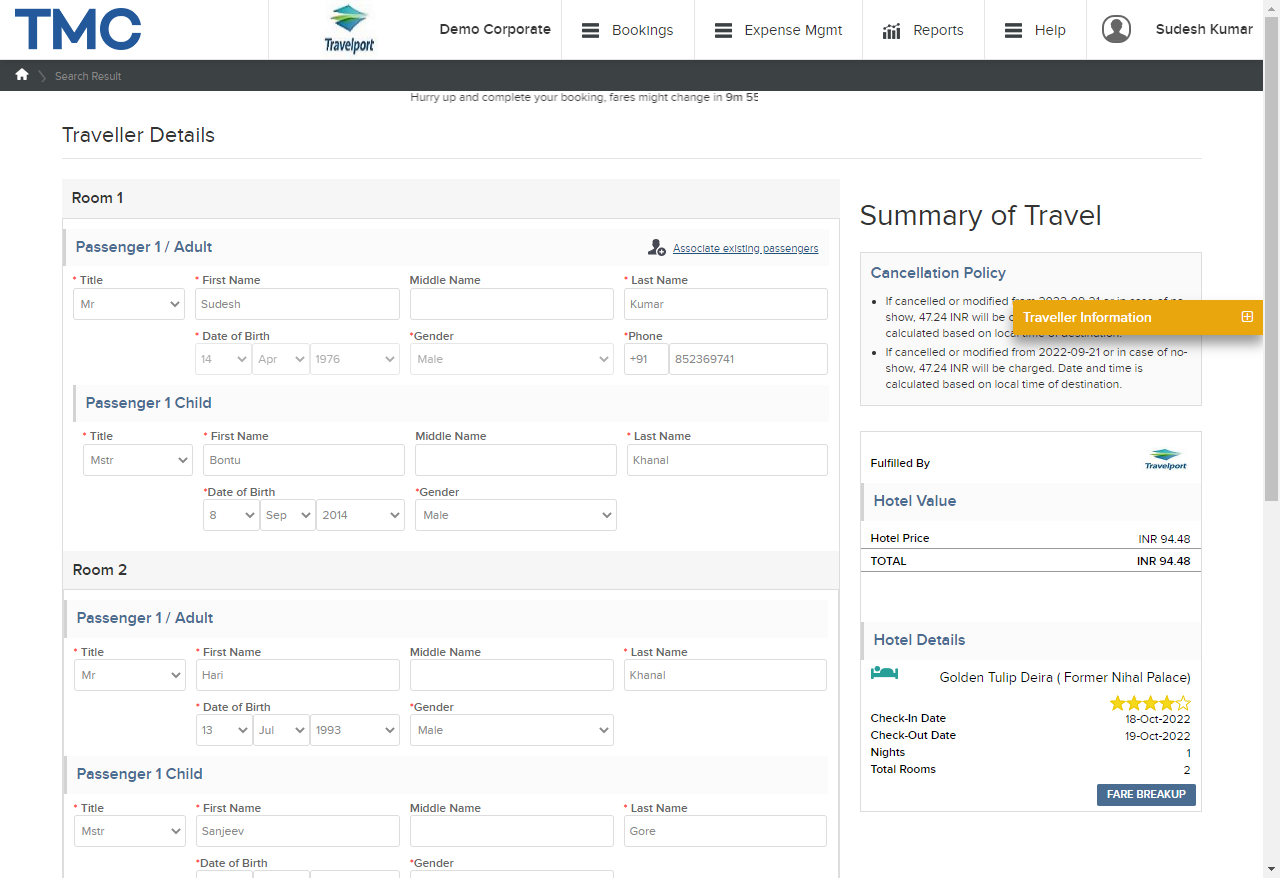 TMC
Travelport
Demo Corporate
Bookings
Expense Mgmt
Reports
Help
Sudesh Kumar
Search Result
Hurry up and complete your booking, fares might change in 9m 55
Traveller Details
Room 1
Passenger 1 / Adult
Associate existing passengers
* Title
* First Name
Middle Name
* Last Name
Mr
Sudesh
Kumar
* Date of Birth
*Gender
*Phone
14
Apr
1976
Male
+91
852369741
Passenger 1 Child
* Title
* First Name
Middle Name
* Last Name
Mstr
Bontu
Khanal
*Date of Birth
*Gender
8
Sep
2014
Male
Room 2
Passenger 1 / Adult
* Title
* First Name
Middle Name
* Last Name
Mr
Hari
Khanal
* Date of Birth
*Gender
13
Jul
1993
Male
Passenger 1 Child
* Title
* First Name
Middle Name
* Last Name
Mstr
Sanjeev
Gore
*Date of Birth
*Gender
Summary of Travel
Cancellation Policy
If cancelled or modified from 2022-09-21 or in case of no-
show, 47.24 INR will be
calculated based on local time of destination.
Traveller Information
If cancelled or modified from 2022-09-21 or in case of no-
show, 47.24 INR will be charged. Date and time is
calculated based on local time of destination.
Fulfilled By
Travelport
Hotel Value
Hotel Price INR 94.48
TOTAL INR 94.48
Hotel Details
Golden Tulip Deira ( Former Nihal Palace)
Check-In Date 18-Oct-2022
Check-Out Date 19-Oct-2022
Nights 1
Total Rooms 2
FARE BREAKUP